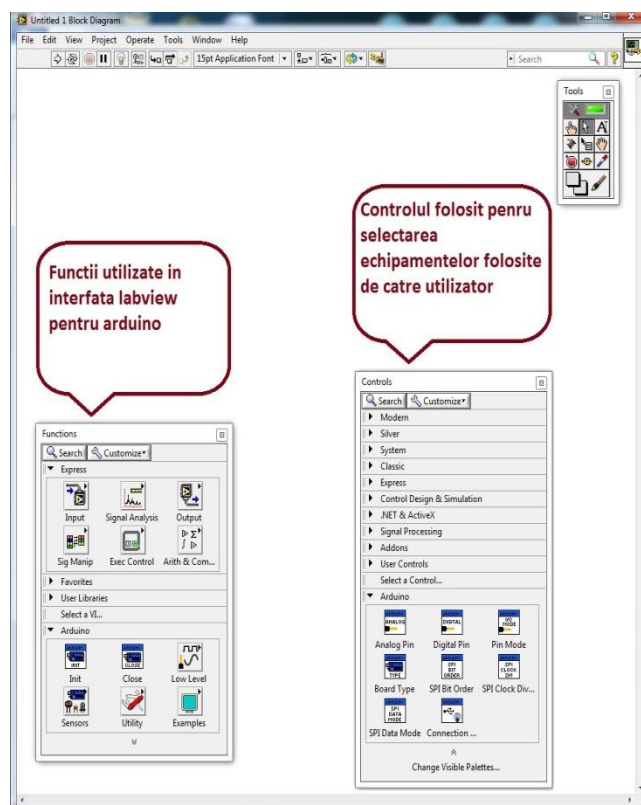 Untitled 1 Block Diagram
File Edit View Project Operate Tools Window Help
15pt Application Font
Search
Tools
Controlul folosit penru
selectarea
echipamentelor folosite
de catre utilizator
Functii utilizate in
interfata labview
pentru arduino
Functions
Search Customize
Express
Input Signal Analysis Output
Sig Manip Exec Control Arith & Com...
Favorites
User Libraries
Select a VI...
Arduino
INIT CLOSE
Init Close Low Level
Sensors Utility Examples
Controls
Search Customize
Modern
Silver
System
Classic
Express
Control Design & Simulation
.NET & ActiveX
Signal Processing
Addons
User Controls
Select a Control...
Arduino
ANALOG DIGITAL I/O MODE
Analog Pin Digital Pin Pin Mode
TYPE SPI BIT ORDER SPI CLOCK DIV
Board Type SPI Bit Order SPI Clock Div...
SPI DATA MODE
SPI Data Mode Connection ...
Change Visible Palettes...